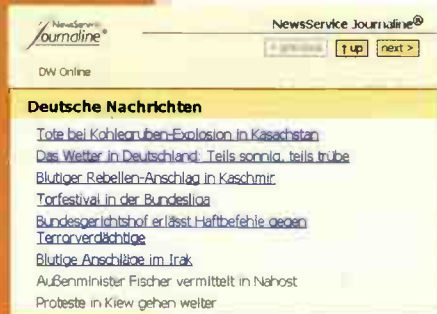 NewsService
Journaline®
NewsService Journaline®
< previous ↑ up next >
DW Online
Deutsche Nachrichten
Tote bei Kohlegruben-Explosion in Kasachstan
Das Wetter in Deutschland: Teils sonnig, teils trübe
Blutiger Rebellen-Anschlag in Kaschmir
Torfestival in der Bundesliga
Bundesgerichtshof erlässt Haftbefehle gegen
Terrorverdächtige
Blutige Anschläge im Irak
Außenminister Fischer vermittelt in Nahost
Proteste in Kiew gehen weiter